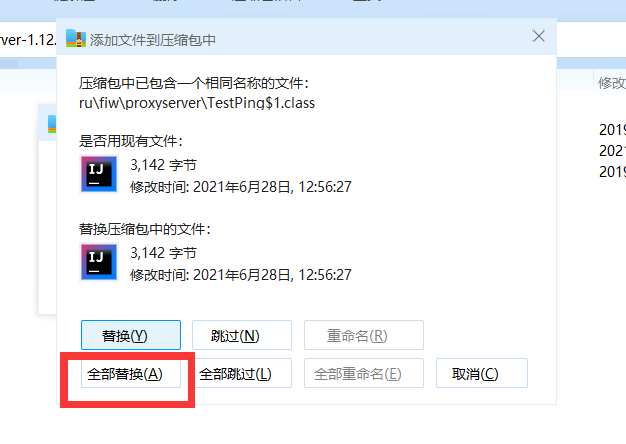 rver-1.12.
添加文件到压缩包中
修改
压缩包中已包含一个相同名称的文件:
ru\fiw\proxyserver\TestPing$1.class
2019
是否用现有文件:
2021
IJ
3,142 字节
2019
修改时间: 2021年6月28日, 12:56:27
替换压缩包中的文件:
IJ
3,142 字节
修改时间: 2021年6月28日, 12:56:27
替换(Y)
跳过(N)
重命名(R)
全部替换(A)
全部跳过(L)
全部重命名(E)
取消(C)